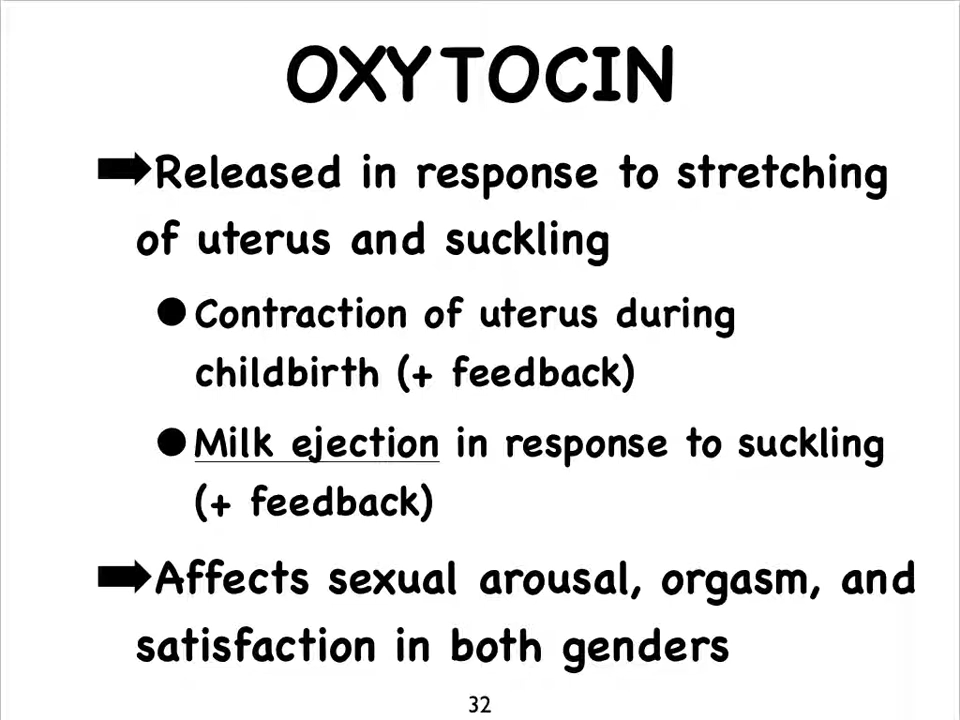 OXYTOCIN
➡Released in response to stretching
of uterus and suckling
●Contraction of uterus during
childbirth (+ feedback)
●Milk ejection in response to suckling
(+ feedback)
➡Affects sexual arousal, orgasm, and
satisfaction in both genders
32